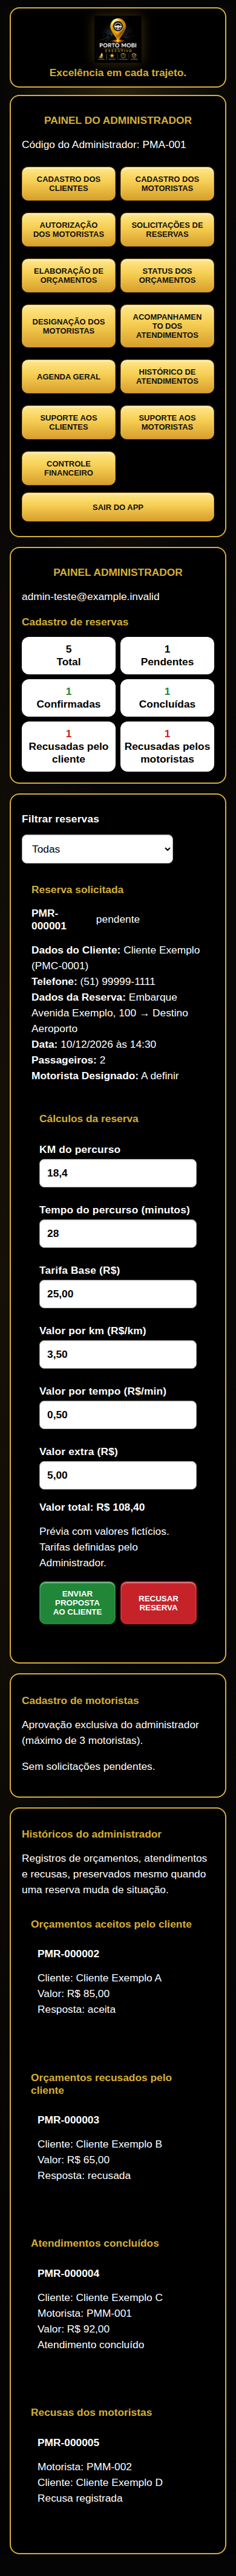 PORTO MOBI
EXECUTIVE
Excelência em cada trajeto.
PAINEL DO ADMINISTRADOR
Código do Administrador: PMA-001
CADASTRO DOS
CLIENTES
CADASTRO DOS
MOTORISTAS
AUTORIZAÇÃO
DOS MOTORISTAS
SOLICITAÇÕES DE
RESERVAS
ELABORAÇÃO DE
ORÇAMENTOS
STATUS DOS
ORÇAMENTOS
DESIGNAÇÃO DOS
MOTORISTAS
ACOMPANHAMEN
TO DOS
ATENDIMENTOS
AGENDA GERAL
HISTÓRICO DE
ATENDIMENTOS
SUPORTE AOS
CLIENTES
SUPORTE AOS
MOTORISTAS
CONTROLE
FINANCEIRO
SAIR DO APP
PAINEL ADMINISTRADOR
admin-teste@example.invalid
Cadastro de reservas
5
Total
1
Pendentes
1
Confirmadas
1
Concluídas
1
Recusadas pelo
cliente
1
Recusadas pelos
motoristas
Filtrar reservas
Todas
Reserva solicitada
PMR-
000001
pendente
Dados do Cliente: Cliente Exemplo
(PMC-0001)
Telefone: (51) 99999-1111
Dados da Reserva: Embarque
Avenida Exemplo, 100 → Destino
Aeroporto
Data: 10/12/2026 às 14:30
Passageiros: 2
Motorista Designado: A definir
Cálculos da reserva
KM do percurso
18,4
Tempo do percurso (minutos)
28
Tarifa Base (R$)
25,00
Valor por km (R$/km)
3,50
Valor por tempo (R$/min)
0,50
Valor extra (R$)
5,00
Valor total: R$ 108,40
Prévia com valores fictícios.
Tarifas definidas pelo
Administrador.
ENVIAR
PROPOSTA
AO CLIENTE
RECUSAR
RESERVA
Cadastro de motoristas
Aprovação exclusiva do administrador
(máximo de 3 motoristas).
Sem solicitações pendentes.
Históricos do administrador
Registros de orçamentos, atendimentos
e recusas, preservados mesmo quando
uma reserva muda de situação.
Orçamentos aceitos pelo cliente
PMR-000002
Cliente: Cliente Exemplo A
Valor: R$ 85,00
Resposta: aceita
Orçamentos recusados pelo
cliente
PMR-000003
Cliente: Cliente Exemplo B
Valor: R$ 65,00
Resposta: recusada
Atendimentos concluídos
PMR-000004
Cliente: Cliente Exemplo C
Motorista: PMM-001
Valor: R$ 92,00
Atendimento concluído
Recusas dos motoristas
PMR-000005
Motorista: PMM-002
Cliente: Cliente Exemplo D
Recusa registrada